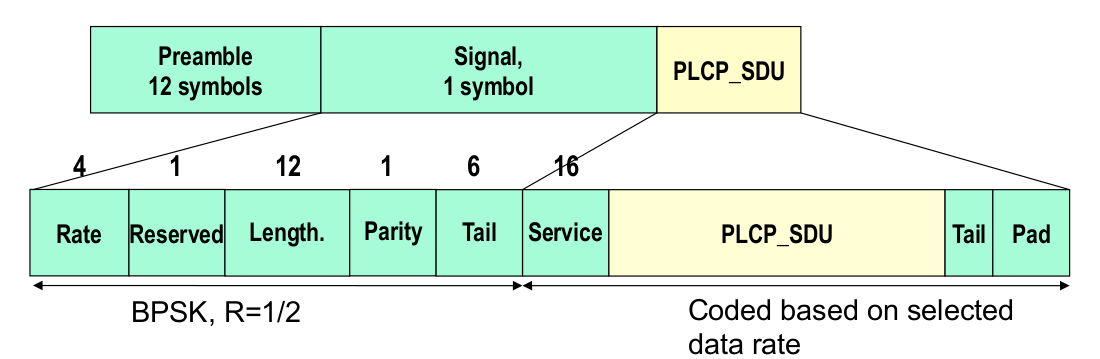 Preamble
12 symbols
Signal,
1 symbol
PLCP_SDU
4
1
12
1
6
16
Rate
Reserved
Length.
Parity
Tail
Service
PLCP_SDU
Tail
Pad
BPSK, R=1/2
Coded based on selected
data rate